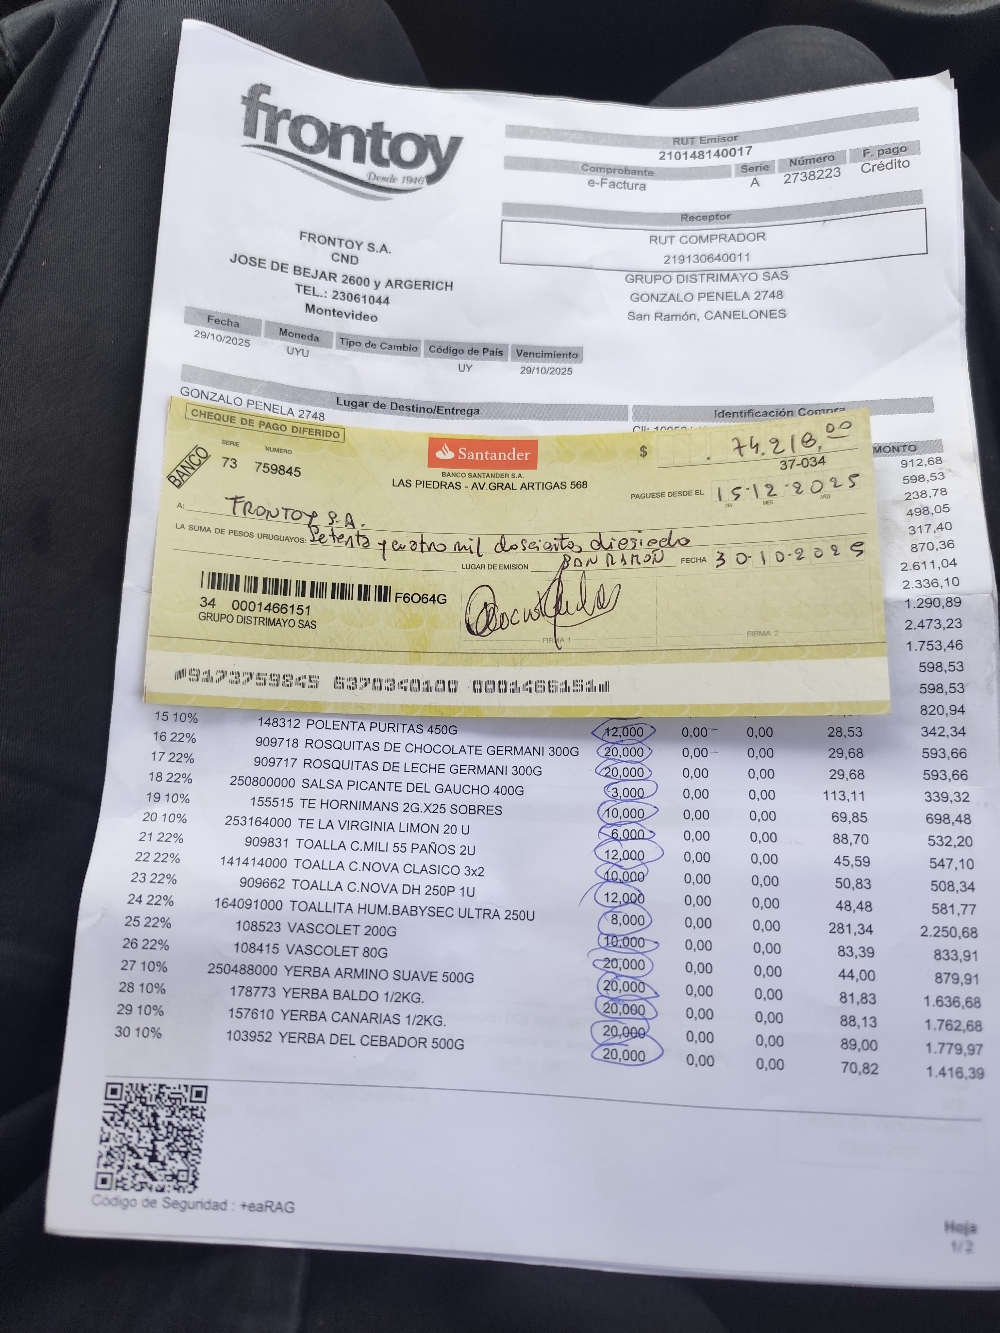 frontoy
Desde 1946
RUT Emisor
210148140017
Comprobante Serie Número F. pago
e-Factura A 2738223 Crédito
Receptor
RUT COMPRADOR
219130640011
GRUPO DISTRIMAYO SAS
GONZALO PENELA 2748
San Ramón, CANELONES
FRONTOY S.A.
CND
JOSE DE BEJAR 2600 y ARGERICH
TEL.: 23061044
Montevideo
Fecha Moneda Tipo de Cambio Código de País Vencimiento
29/10/2025 UYU UY 29/10/2025
Lugar de Destino/Entrega Identificación Compra
GONZALO PENELA 2748
MONTO
912,68
598,53
238,78
498,05
317,40
870,36
2.611,04
2.336,10
1.290,89
2.473,23
1.753,46
598,53
598,53
820,94
CHEQUE DE PAGO DIFERIDO
BANCO
SERIE NUMERO
73 759845
Santander
BANCO SANTANDER S.A.
LAS PIEDRAS - AV.GRAL ARTIGAS 568
$ 74.218,00
37-034
PAGUESE DESDE EL 15-12-2025
DIA MES AÑO
A: FRONTOY S.A.
LA SUMA DE PESOS URUGUAYOS: Setenta y cuatro mil doscientos dieciocho
LUGAR DE EMISION SAN RAMON FECHA 30-10-2025
F6O64G
34 0001466151
GRUPO DISTRIMAYO SAS
FIRMA 1 FIRMA 2
9173759845 6370340100 0001466151
15 10% 148312 POLENTA PURITAS 450G 12,000 0,00 0,00 28,53 342,34
16 22% 909718 ROSQUITAS DE CHOCOLATE GERMANI 300G 20,000 0,00 0,00 29,68 593,66
17 22% 909717 ROSQUITAS DE LECHE GERMANI 300G 20,000 0,00 0,00 29,68 593,66
18 22% 250800000 SALSA PICANTE DEL GAUCHO 400G 3,000 0,00 0,00 113,11 339,32
19 10% 155515 TE HORNIMANS 2G.X25 SOBRES 10,000 0,00 0,00 69,85 698,48
20 10% 253164000 TE LA VIRGINIA LIMON 20 U 6,000 0,00 0,00 88,70 532,20
21 22% 909831 TOALLA C.MILI 55 PAÑOS 2U 12,000 0,00 0,00 45,59 547,10
22 22% 141414000 TOALLA C.NOVA CLASICO 3x2 10,000 0,00 0,00 50,83 508,34
23 22% 909662 TOALLA C.NOVA DH 250P 1U 12,000 0,00 0,00 48,48 581,77
24 22% 164091000 TOALLITA HUM.BABYSEC ULTRA 250U 8,000 0,00 0,00 281,34 2.250,68
25 22% 108523 VASCOLET 200G 10,000 0,00 0,00 83,39 833,91
26 22% 108415 VASCOLET 80G 20,000 0,00 0,00 44,00 879,91
27 10% 250488000 YERBA ARMINO SUAVE 500G 20,000 0,00 0,00 81,83 1.636,68
28 10% 178773 YERBA BALDO 1/2KG. 20,000 0,00 0,00 88,13 1.762,68
29 10% 157610 YERBA CANARIAS 1/2KG. 20,000 0,00 0,00 89,00 1.779,97
30 10% 103952 YERBA DEL CEBADOR 500G 20,000 0,00 0,00 70,82 1.416,39
Código de Seguridad : +eaRAG
Hoja
1/2